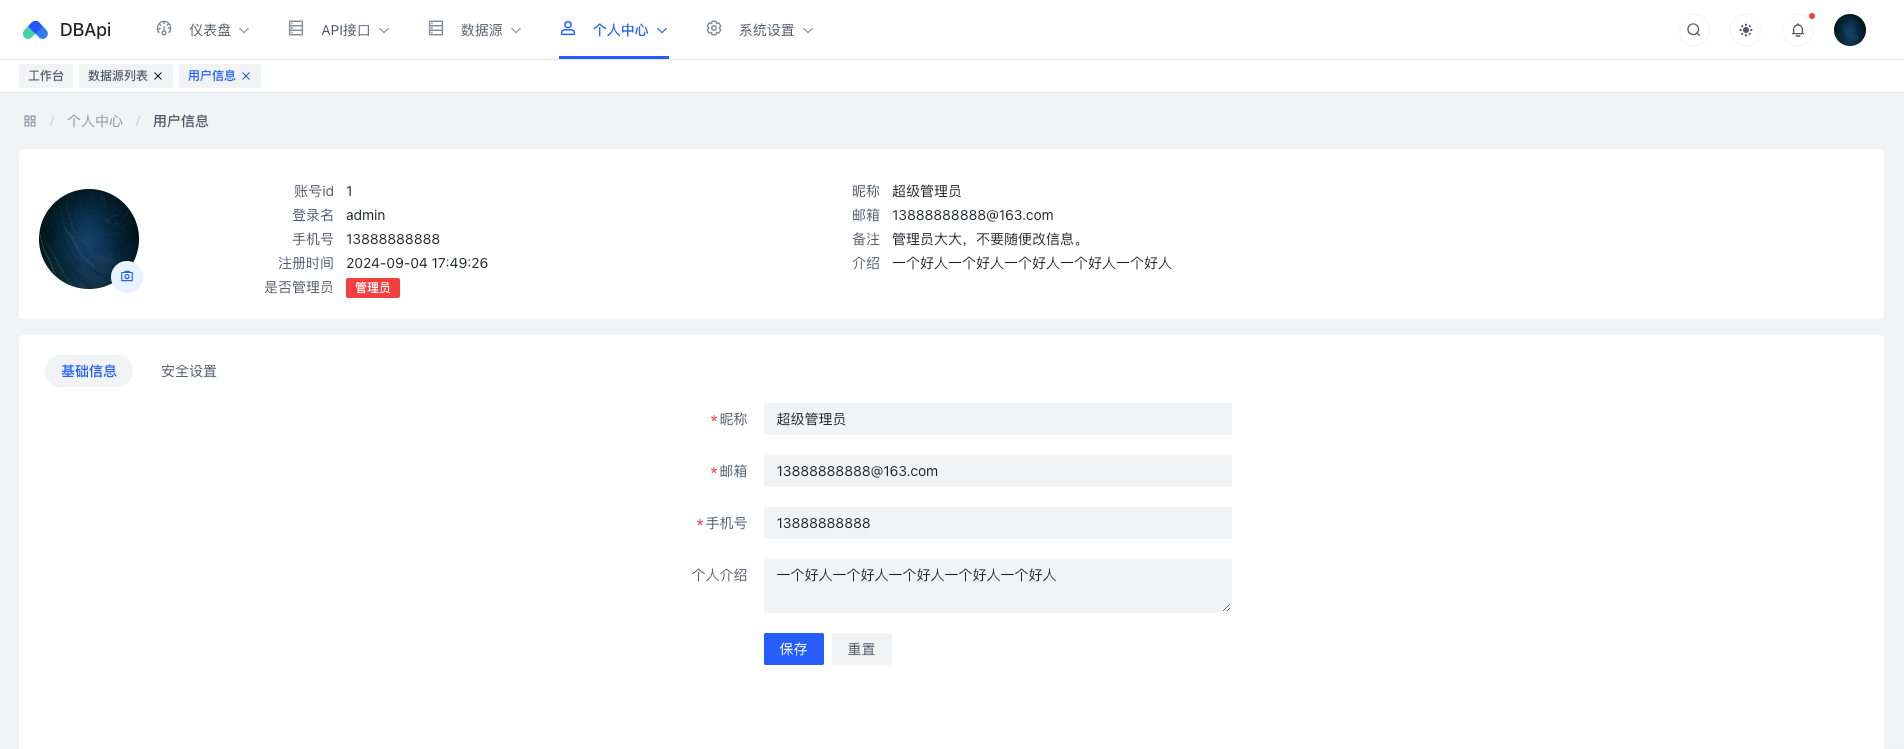 DBApi 仪表盘 API接口 数据源 个人中心 系统设置
工作台 数据源列表 用户信息
/ 个人中心 / 用户信息
账号id 1
登录名 admin
手机号 13888888888
注册时间 2024-09-04 17:49:26
是否管理员 管理员
昵称 超级管理员
邮箱 13888888888@163.com
备注 管理员大大，不要随便改信息。
介绍 一个好人一个好人一个好人一个好人一个好人
基础信息 安全设置
*昵称 超级管理员
*邮箱 13888888888@163.com
*手机号 13888888888
个人介绍 一个好人一个好人一个好人一个好人一个好人
保存 重置